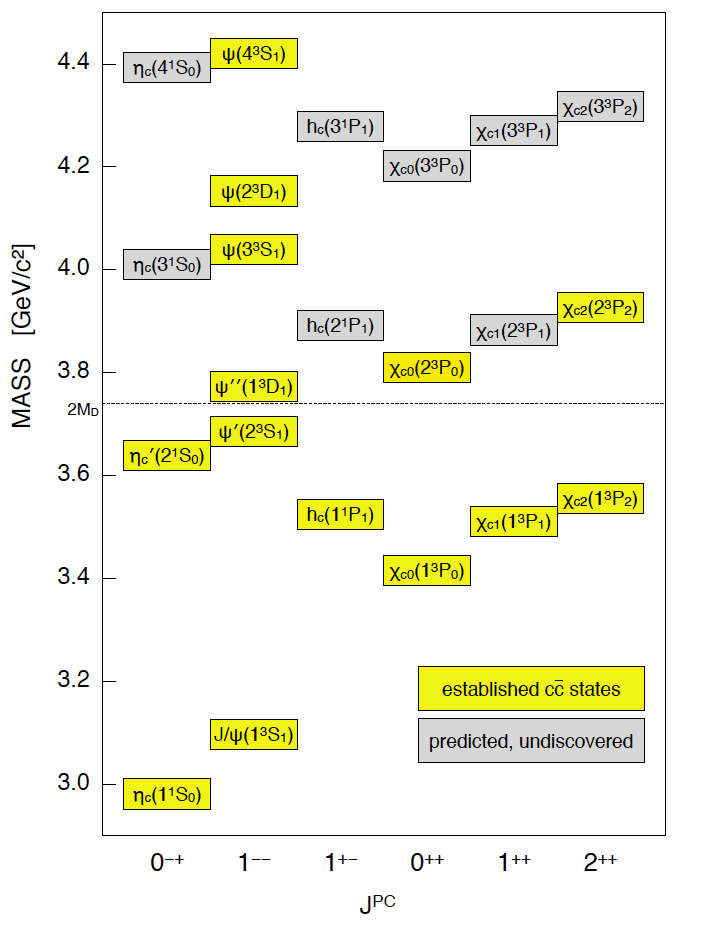 4.4
4.2
4.0
3.8
2M_D
3.6
3.4
3.2
3.0
MASS [GeV/c²]
η_c(4¹S₀)
ψ(4³S₁)
h_c(3¹P₁)
χ_c0(3³P₀)
χ_c1(3³P₁)
χ_c2(3³P₂)
ψ(2³D₁)
η_c(3¹S₀)
ψ(3³S₁)
h_c(2¹P₁)
χ_c0(2³P₀)
χ_c1(2³P₁)
χ_c2(2³P₂)
ψ′′(1³D₁)
η_c′(2¹S₀)
ψ′(2³S₁)
h_c(1¹P₁)
χ_c0(1³P₀)
χ_c1(1³P₁)
χ_c2(1³P₂)
J/ψ(1³S₁)
η_c(1¹S₀)
established cc̄ states
predicted, undiscovered
0⁻⁺ 1⁻⁻ 1⁺⁻ 0⁺⁺ 1⁺⁺ 2⁺⁺
Jᴾꟲ